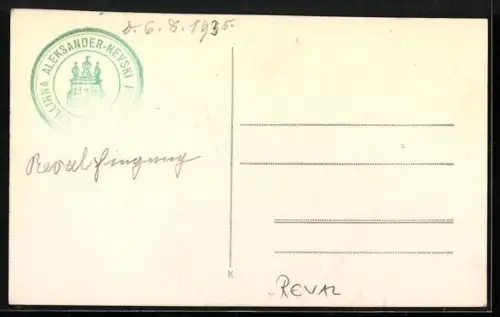 d. 6. 8. 1935.
TALLINNA ALEKSANDER-NEVSKI
Reval Eingang
K
REVAL